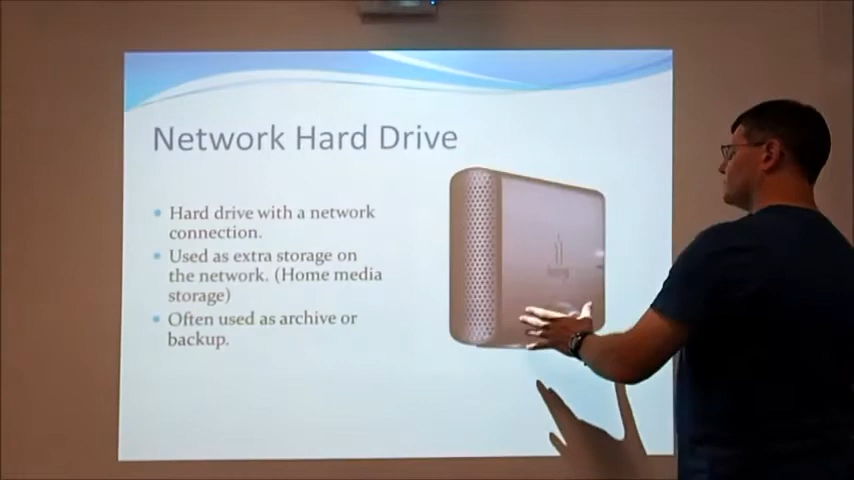 Network Hard Drive
Hard drive with a network
connection.
Used as extra storage on
the network. (Home media
storage)
Often used as archive or
backup.